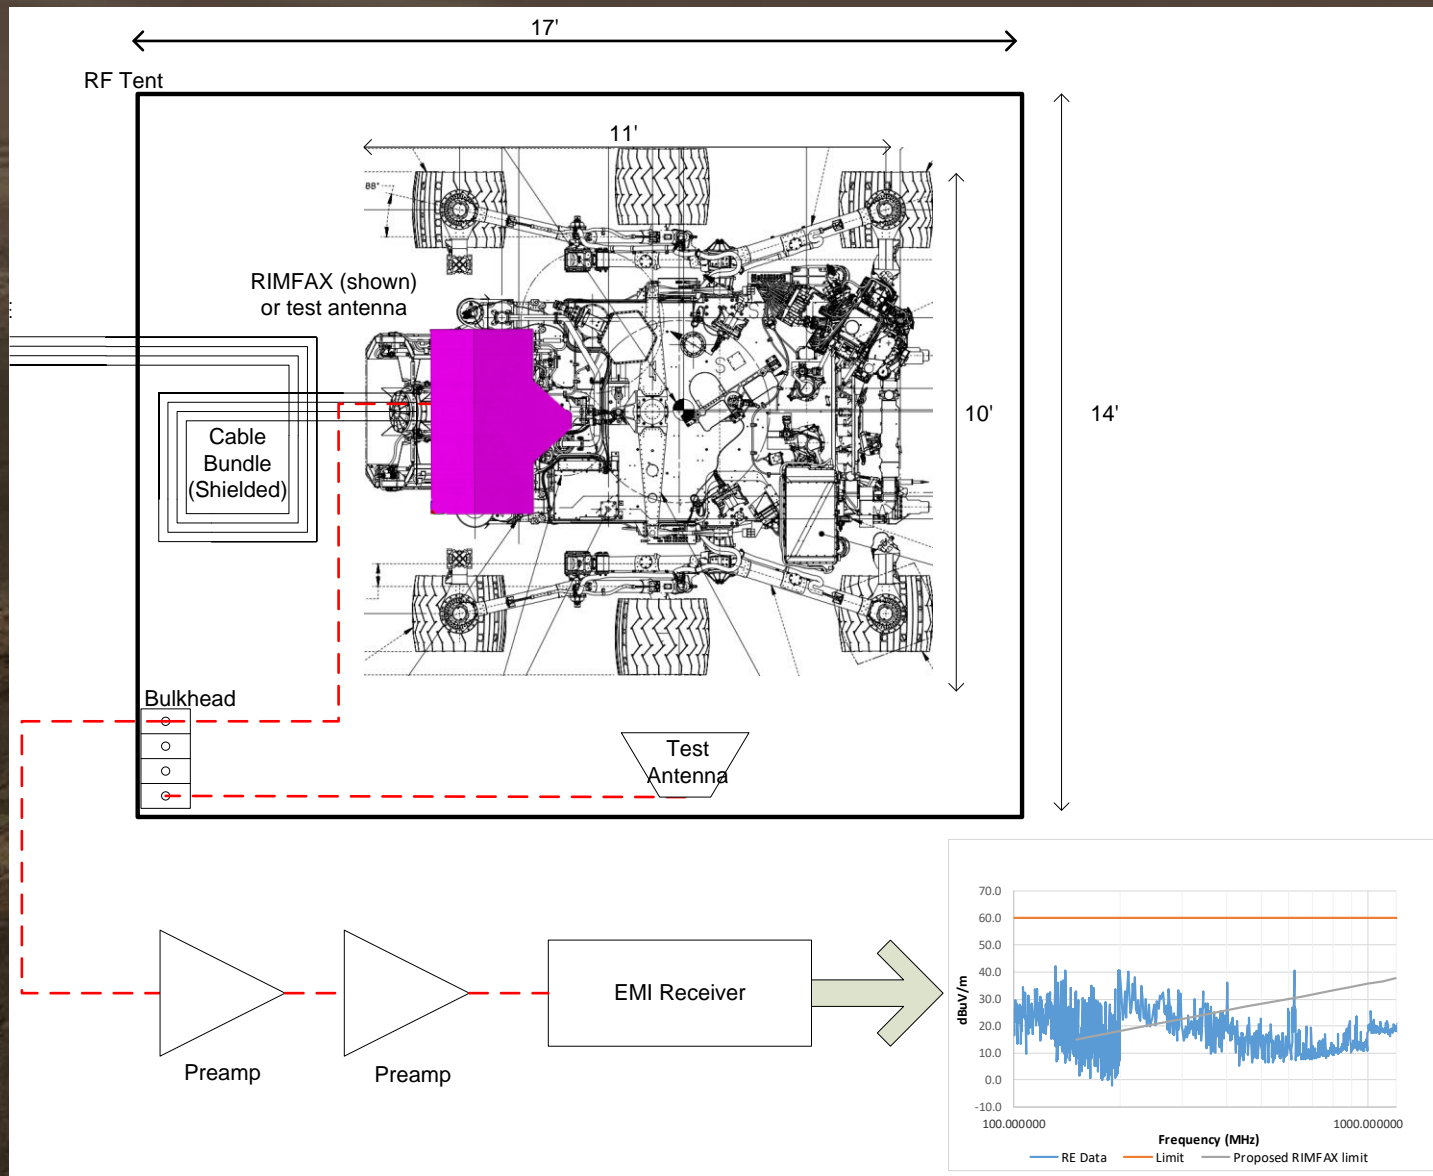 17'
RF Tent
11'
88°
RIMFAX (shown)
or test antenna
10'
14'
Cable
Bundle
(Shielded)
Bulkhead
Test
Antenna
EMI Receiver
Preamp
Preamp
70.0
60.0
50.0
40.0
30.0
20.0
10.0
0.0
-10.0
dBuV/m
100.000000
1000.000000
Frequency (MHz)
RE Data
Limit
Proposed RIMFAX limit